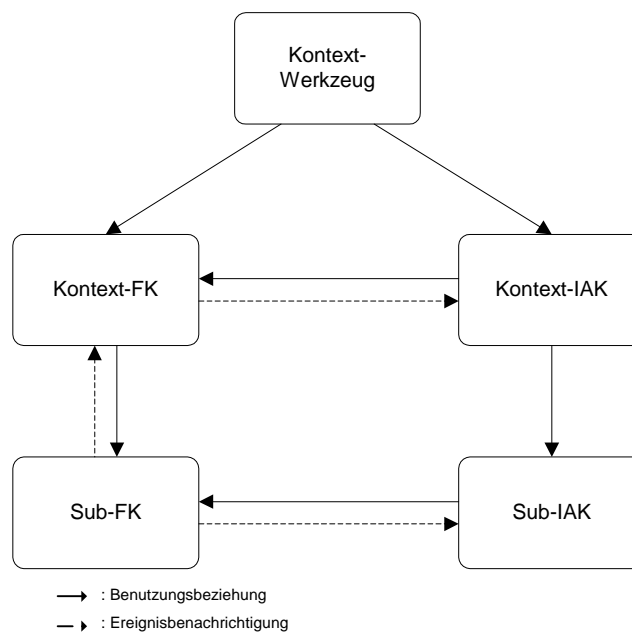 Kontext-
Werkzeug
Kontext-FK
Kontext-IAK
Sub-FK
Sub-IAK
: Benutzungsbeziehung
: Ereignisbenachrichtigung